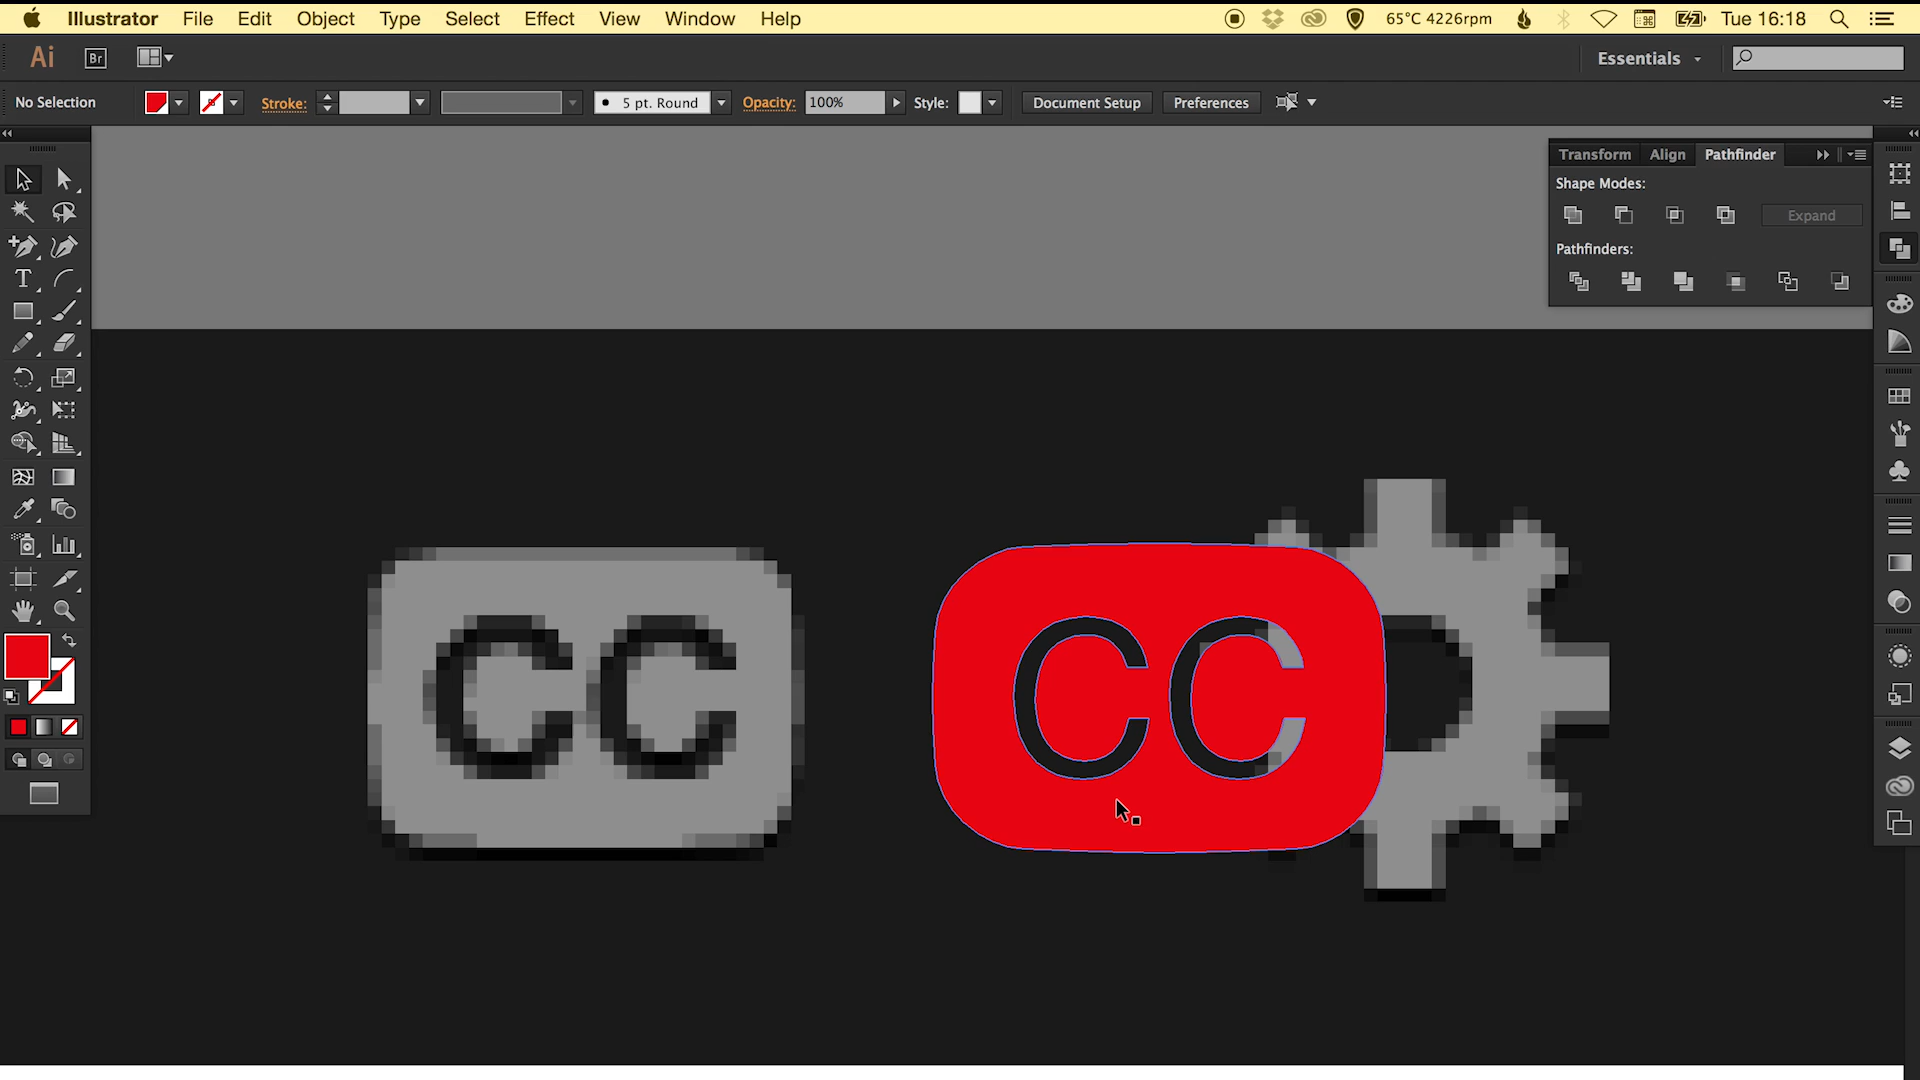 Illustrator File Edit Object Type Select Effect View Window Help 65°C 4226rpm Tue 16:18
Ai Br Essentials
No Selection Stroke: 5 pt. Round Opacity: 100% Style: Document Setup Preferences
Transform Align Pathfinder
Shape Modes:
Expand
Pathfinders:
CC CC